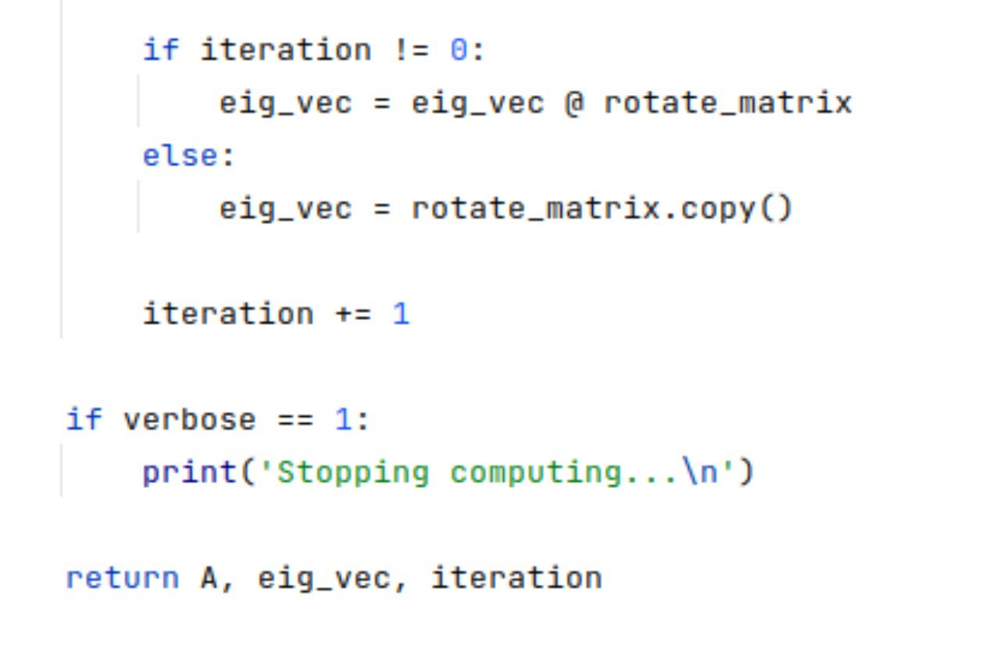 if iteration != 0:
eig_vec = eig_vec @ rotate_matrix
else:
eig_vec = rotate_matrix.copy()
iteration += 1
if verbose == 1:
print('Stopping computing...\n')
return A, eig_vec, iteration